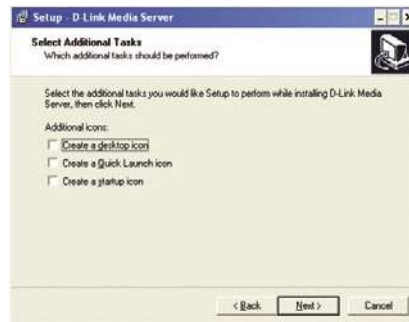 Setup - D-Link Media Server
Select Additional Tasks
Which additional tasks should be performed?
Select the additional tasks you would like Setup to perform while installing D-Link Media
Server, then click Next.
Additional icons:
Create a desktop icon
Create a Quick Launch icon
Create a startup icon
< Back
Next >
Cancel